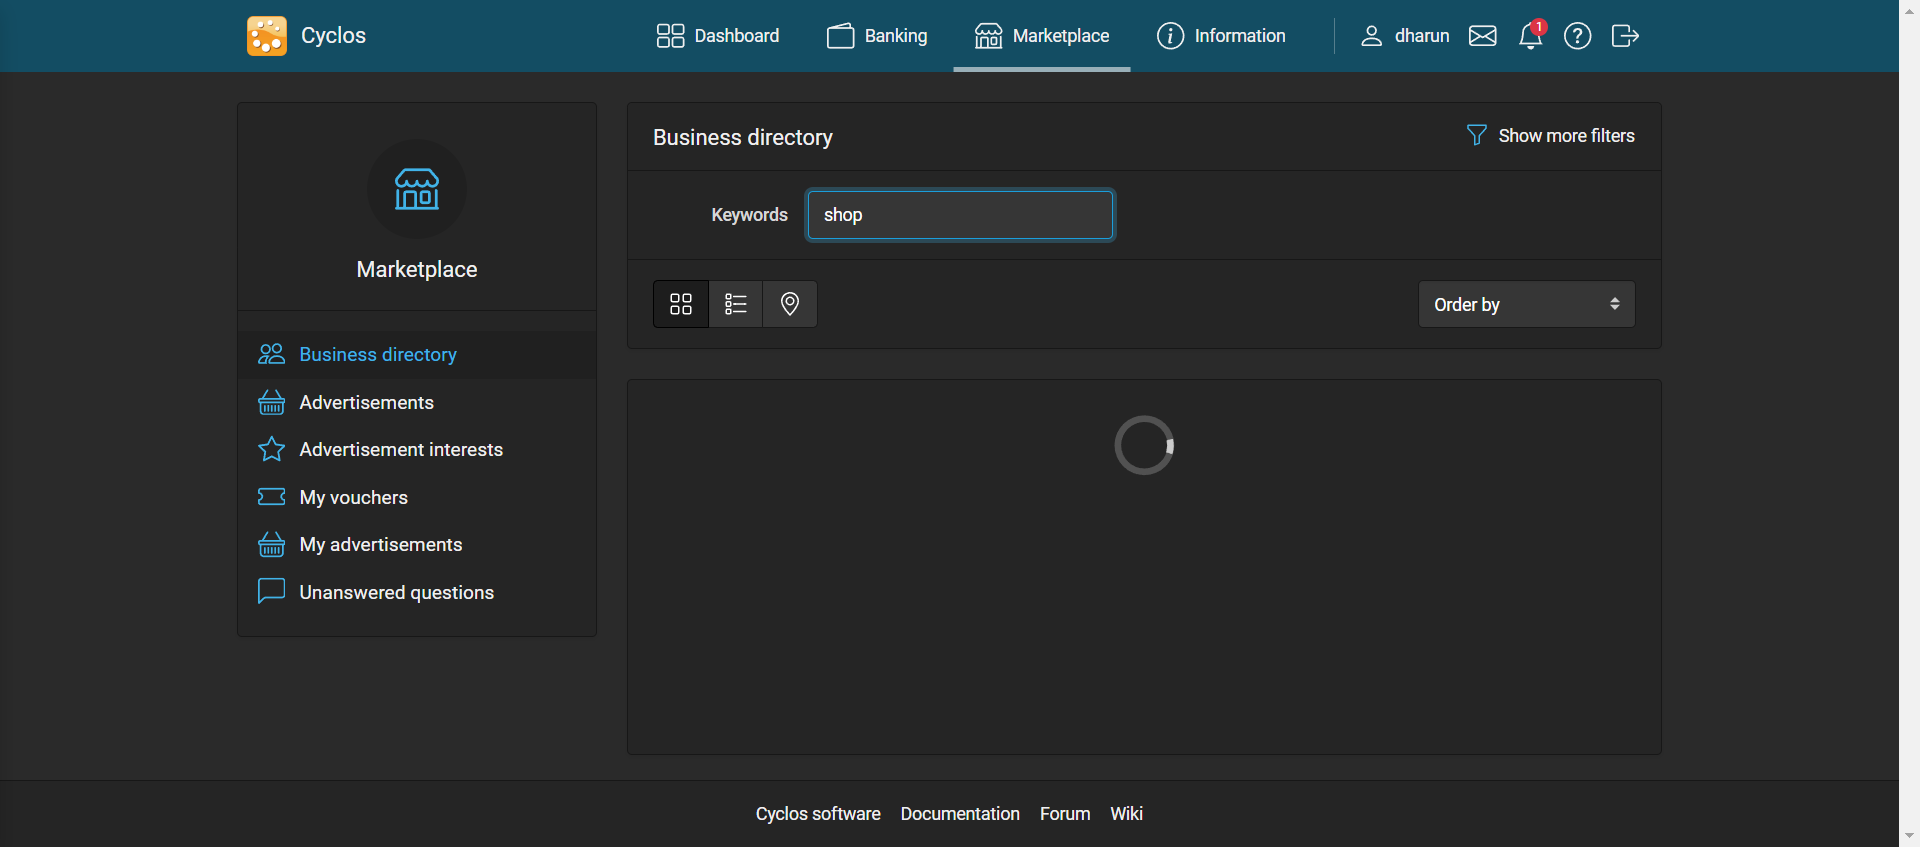 Cyclos
Dashboard
Banking
Marketplace
Information
dharun
1
Marketplace
Business directory
Advertisements
Advertisement interests
My vouchers
My advertisements
Unanswered questions
Business directory
Show more filters
Keywords
shop
Order by
Cyclos software
Documentation
Forum
Wiki